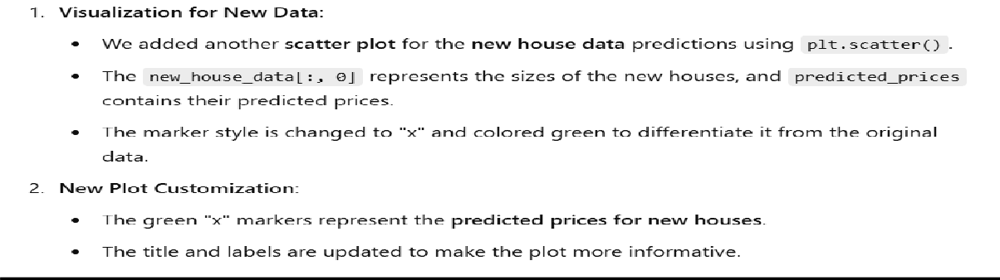 1. Visualization for New Data:
• We added another scatter plot for the new house data predictions using plt.scatter().
• The new_house_data[:, 0] represents the sizes of the new houses, and predicted_prices
contains their predicted prices.
• The marker style is changed to "x" and colored green to differentiate it from the original
data.
2. New Plot Customization:
• The green "x" markers represent the predicted prices for new houses.
• The title and labels are updated to make the plot more informative.